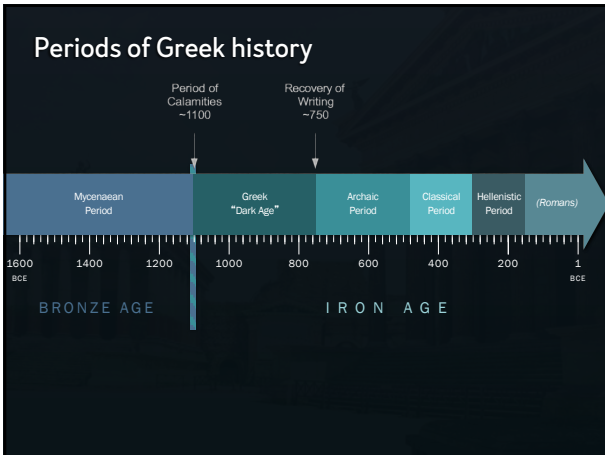 Periods of Greek history
Period of
Calamities
~1100
Recovery of
Writing
~750
Mycenaean
Period
Greek
“Dark Age”
Archaic
Period
Classical
Period
Hellenistic
Period
(Romans)
1600
BCE
1400
1200
1000
800
600
400
200
1
BCE
BRONZE AGE
IRON AGE